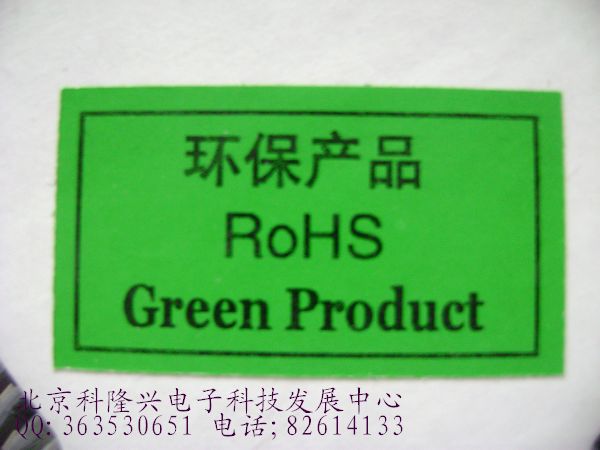 环保产品
RoHS
Green Product
北京科隆兴电子科技发展中心
QQ: 363530651 电话; 82614133